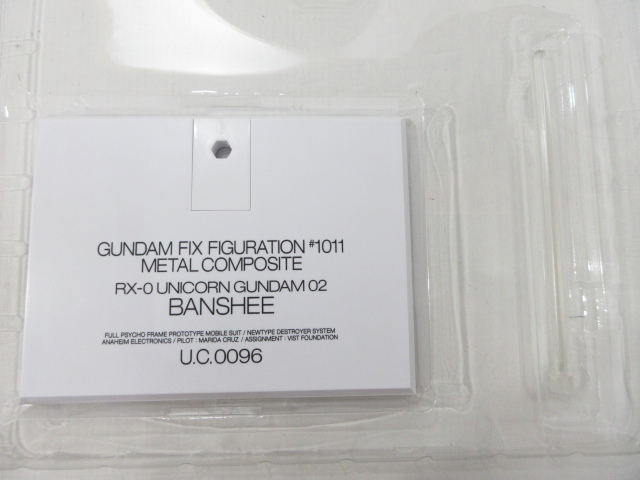 GUNDAM FIX FIGURATION #1011
METAL COMPOSITE
RX-0 UNICORN GUNDAM 02
BANSHEE
FULL PSYCHO FRAME PROTOTYPE MOBILE SUIT / NEWTYPE DESTROYER SYSTEM
ANAHEIM ELECTRONICS / PILOT : MARIDA CRUZ / ASSIGNMENT : VIST FOUNDATION
U.C.0096